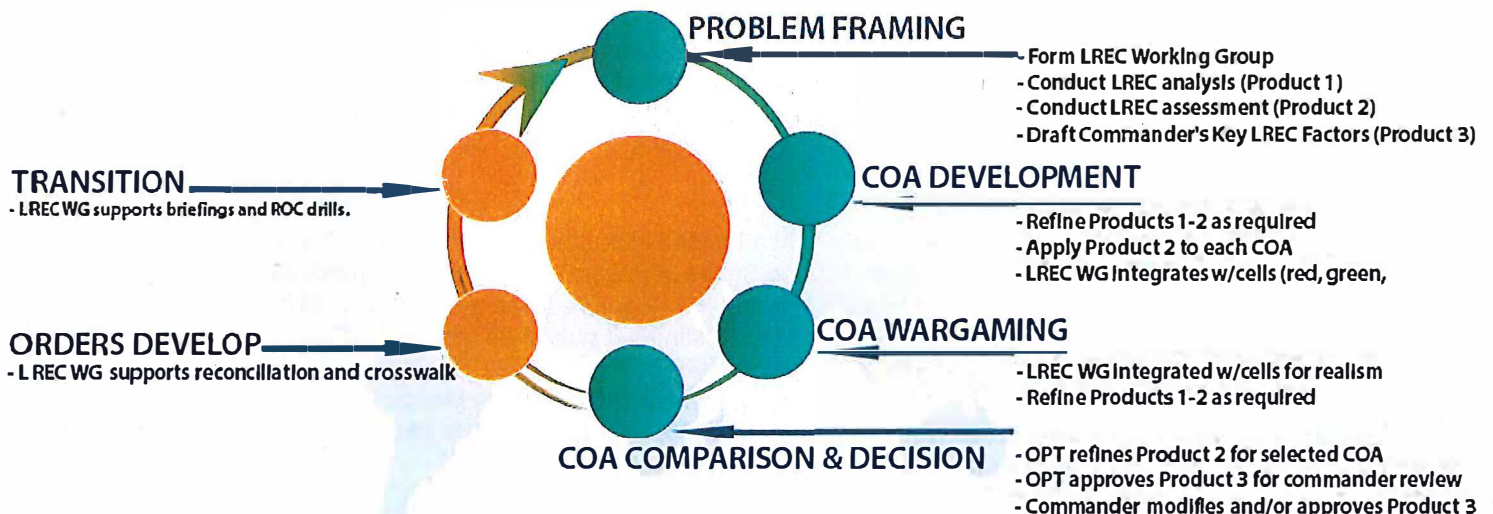 PROBLEM FRAMING
- Form LREC Working Group
- Conduct LREC analysis (Product 1)
- Conduct LREC assessment (Product 2)
- Draft Commander's Key LREC Factors (Product 3)
TRANSITION
- LREC WG supports briefings and ROC drills.
COA DEVELOPMENT
- Refine Products 1-2 as required
- Apply Product 2 to each COA
- LREC WG integrates w/cells (red, green,
ORDERS DEVELOP
- LREC WG supports reconciliation and crosswalk
COA WARGAMING
- LREC WG integrated w/cells for realism
- Refine Products 1-2 as required
COA COMPARISON & DECISION
- OPT refines Product 2 for selected COA
- OPT approves Product 3 for commander review
- Commander modifies and/or approves Product 3